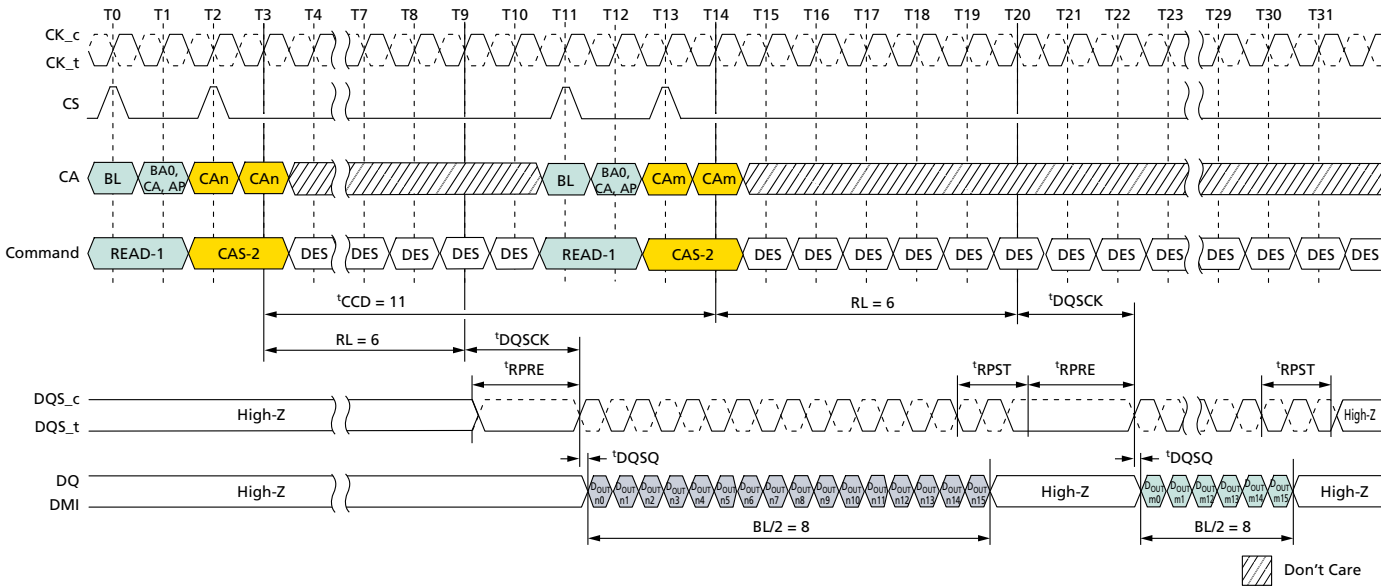 T0 T1 T2 T3 T4 T7 T8 T9 T10 T11 T12 T13 T14 T15 T16 T17 T18 T19 T20 T21 T22 T23 T29 T30 T31
CK_c
CK_t
CS
CA BL BA0, CA, AP CAn CAn BL BA0, CA, AP CAm CAm
Command READ-1 CAS-2 DES DES DES DES DES READ-1 CAS-2 DES DES DES DES DES DES DES DES DES DES DES DES DES
tCCD = 11 RL = 6 tDQSCK
RL = 6 tDQSCK
tRPRE tRPST tRPRE tRPST
DQS_c
DQS_t
High-Z High-Z
tDQSQ tDQSQ
DQ
DMI
High-Z DOUT n0 DOUT n1 DOUT n2 DOUT n3 DOUT n4 DOUT n5 DOUT n6 DOUT n7 DOUT n8 DOUT n9 DOUT n10 DOUT n11 DOUT n12 DOUT n13 DOUT n14 DOUT n15 High-Z DOUT m0 DOUT m1 DOUT m12 DOUT m13 DOUT m14 DOUT m15 High-Z
BL/2 = 8 BL/2 = 8
Don't Care